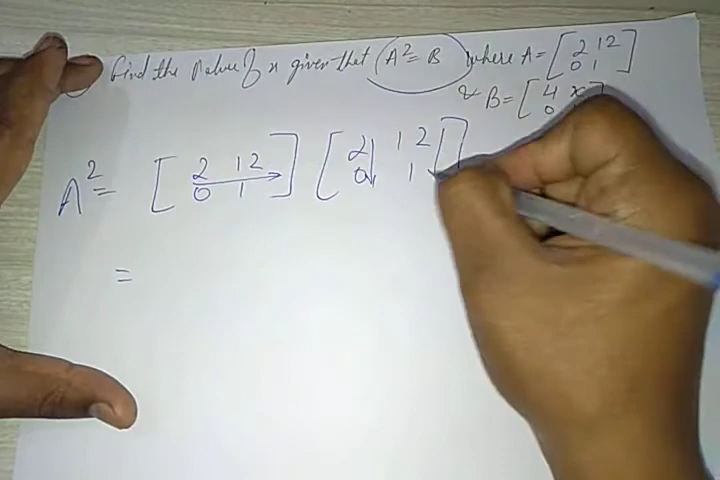 Find the Value of x given that A² = B where A = [2 12
0 1]
& B = [4 x
0
A² = [2 12
0 1] [2 12
0 1
=